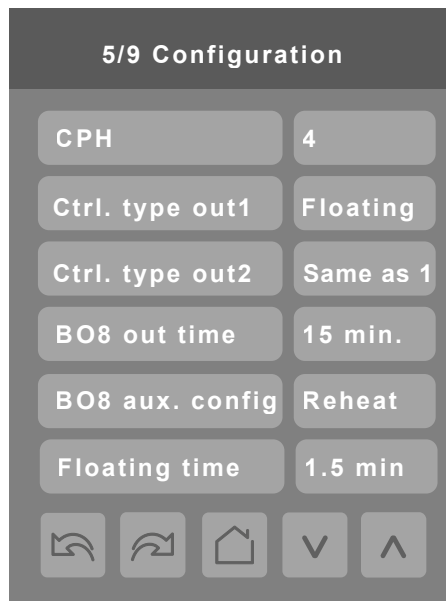 5/9 Configuration
CPH 4
Ctrl. type out1 Floating
Ctrl. type out2 Same as 1
BO8 out time 15 min.
BO8 aux. config Reheat
Floating time 1.5 min